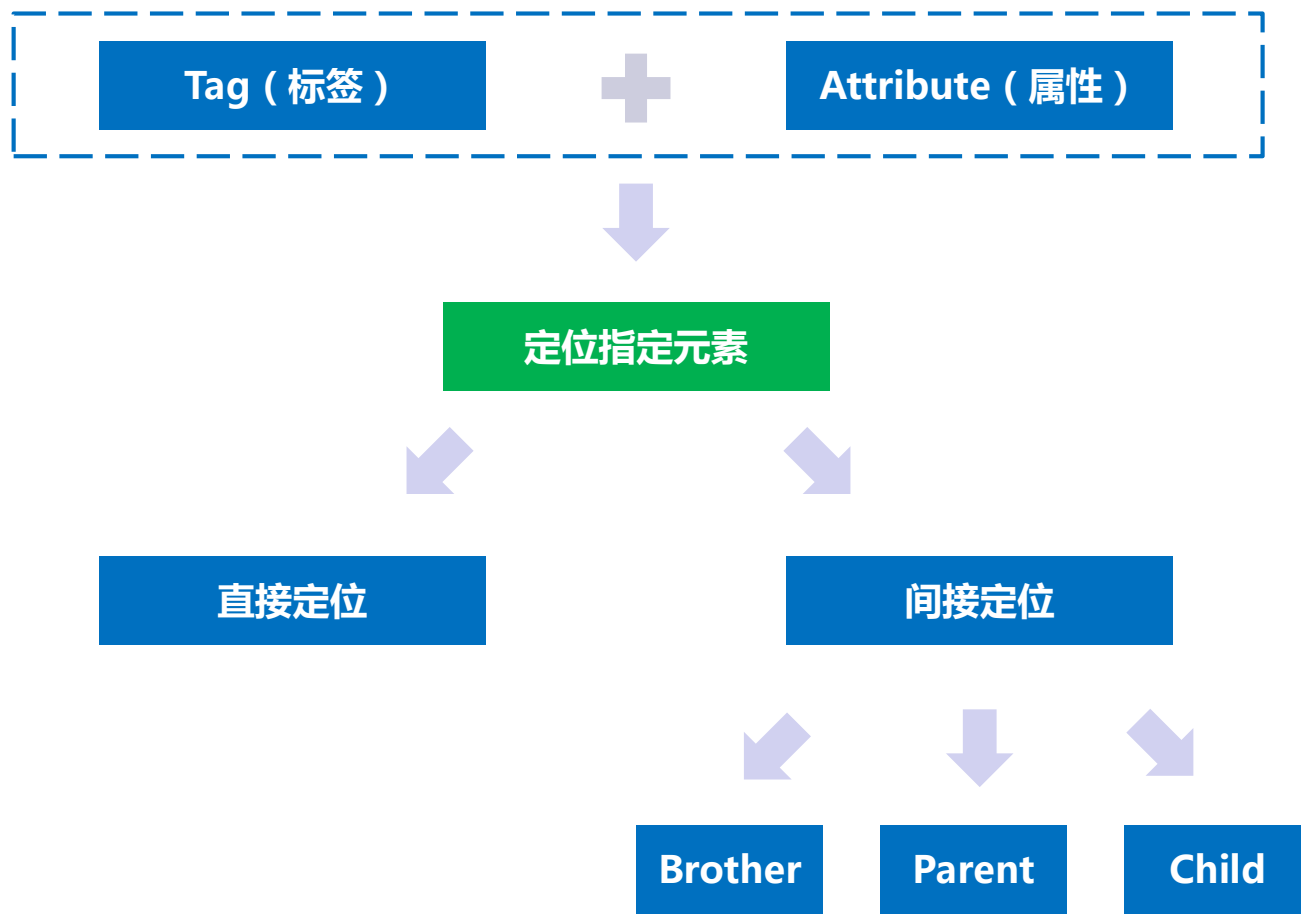 Tag（标签）
Attribute（属性）
定位指定元素
直接定位
间接定位
Brother
Parent
Child